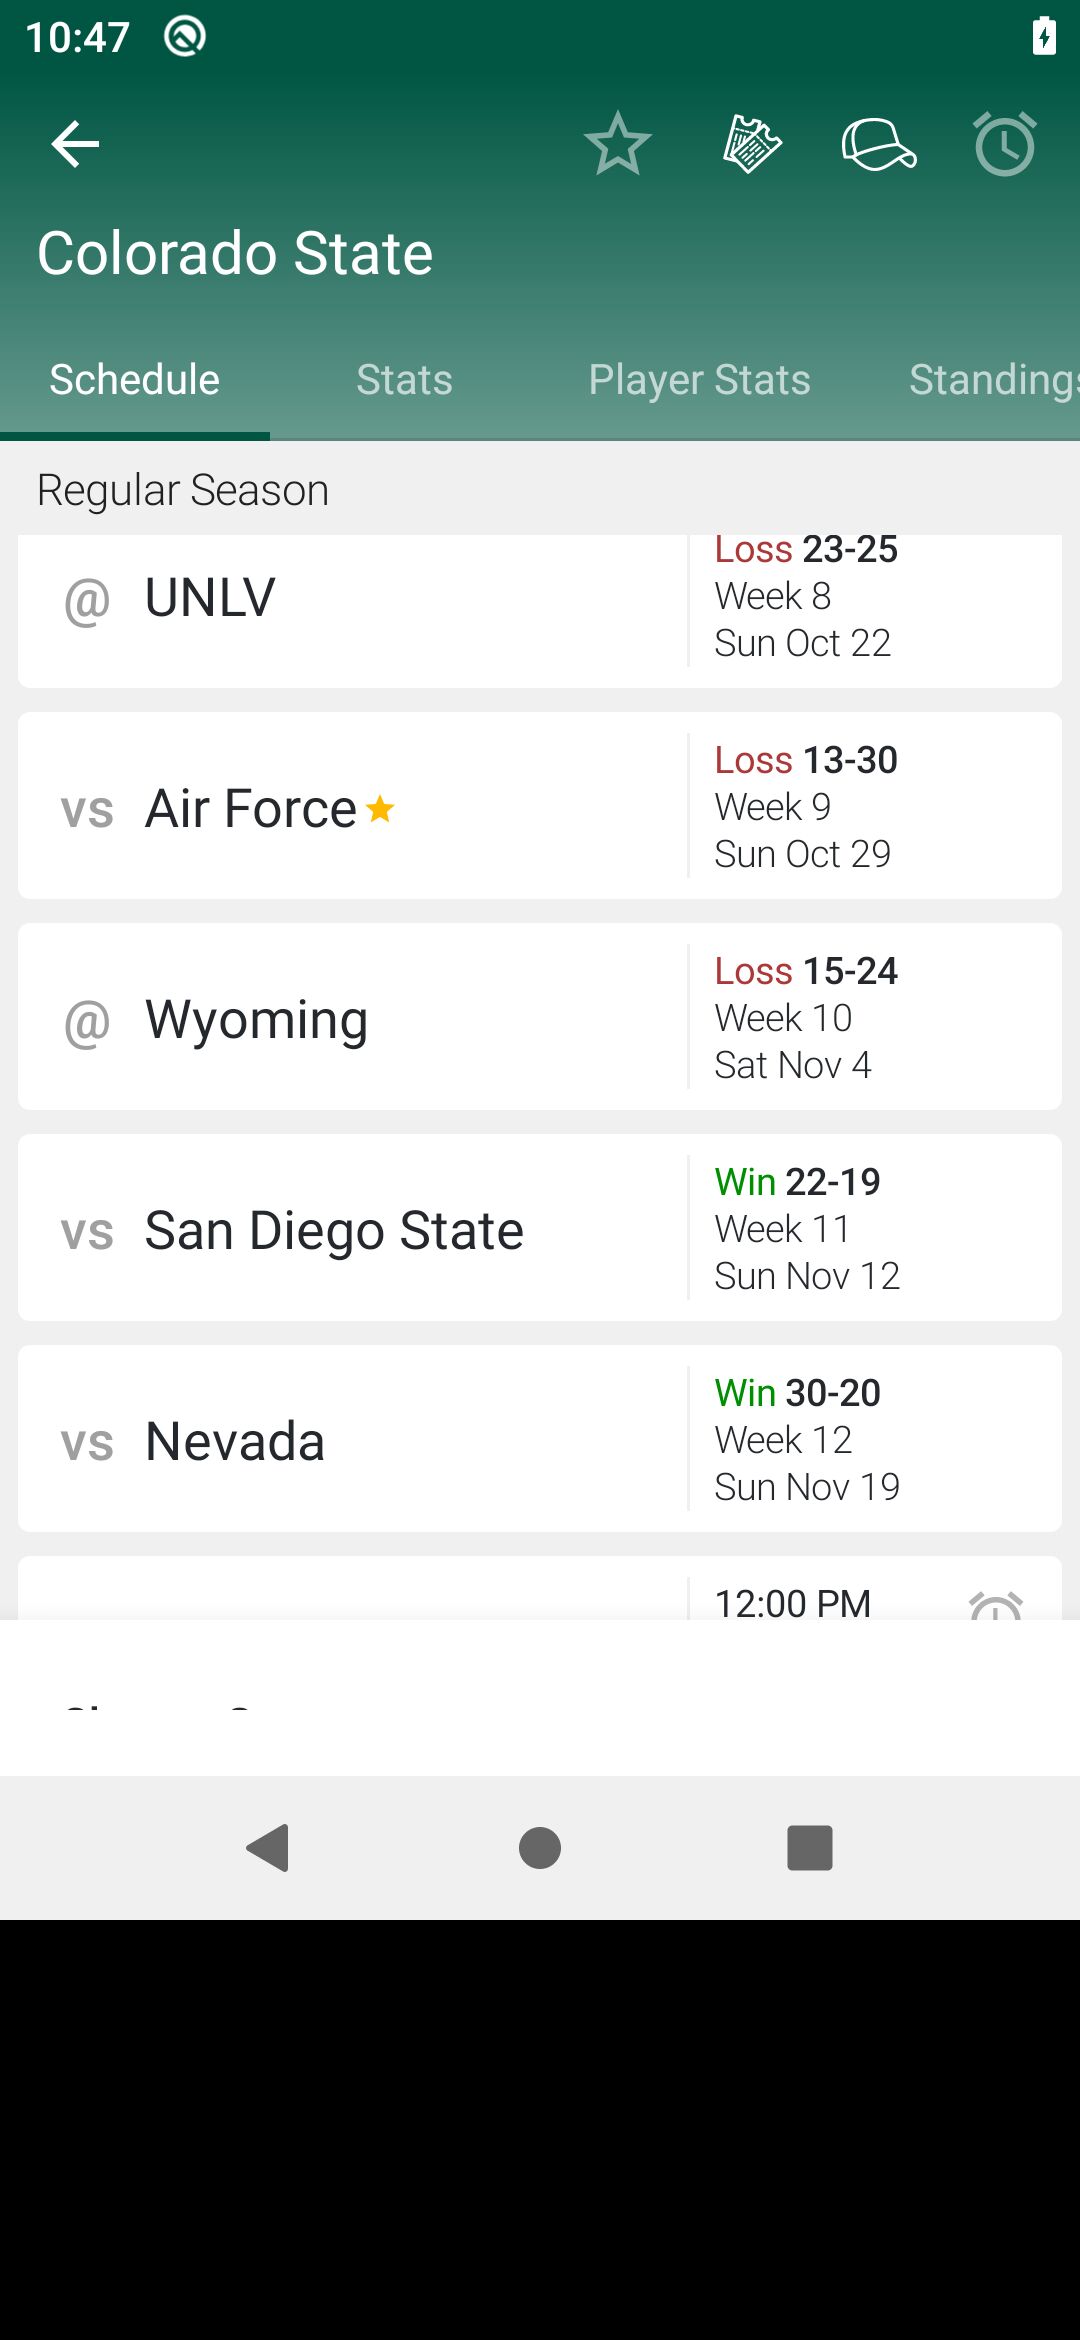 10:47
Colorado State
Schedule Stats Player Stats Standings
Regular Season
@ UNLV
Loss 23-25
Week 8
Sun Oct 22
vs Air Force
Loss 13-30
Week 9
Sun Oct 29
@ Wyoming
Loss 15-24
Week 10
Sat Nov 4
vs San Diego State
Win 22-19
Week 11
Sun Nov 12
vs Nevada
Win 30-20
Week 12
Sun Nov 19
12:00 PM